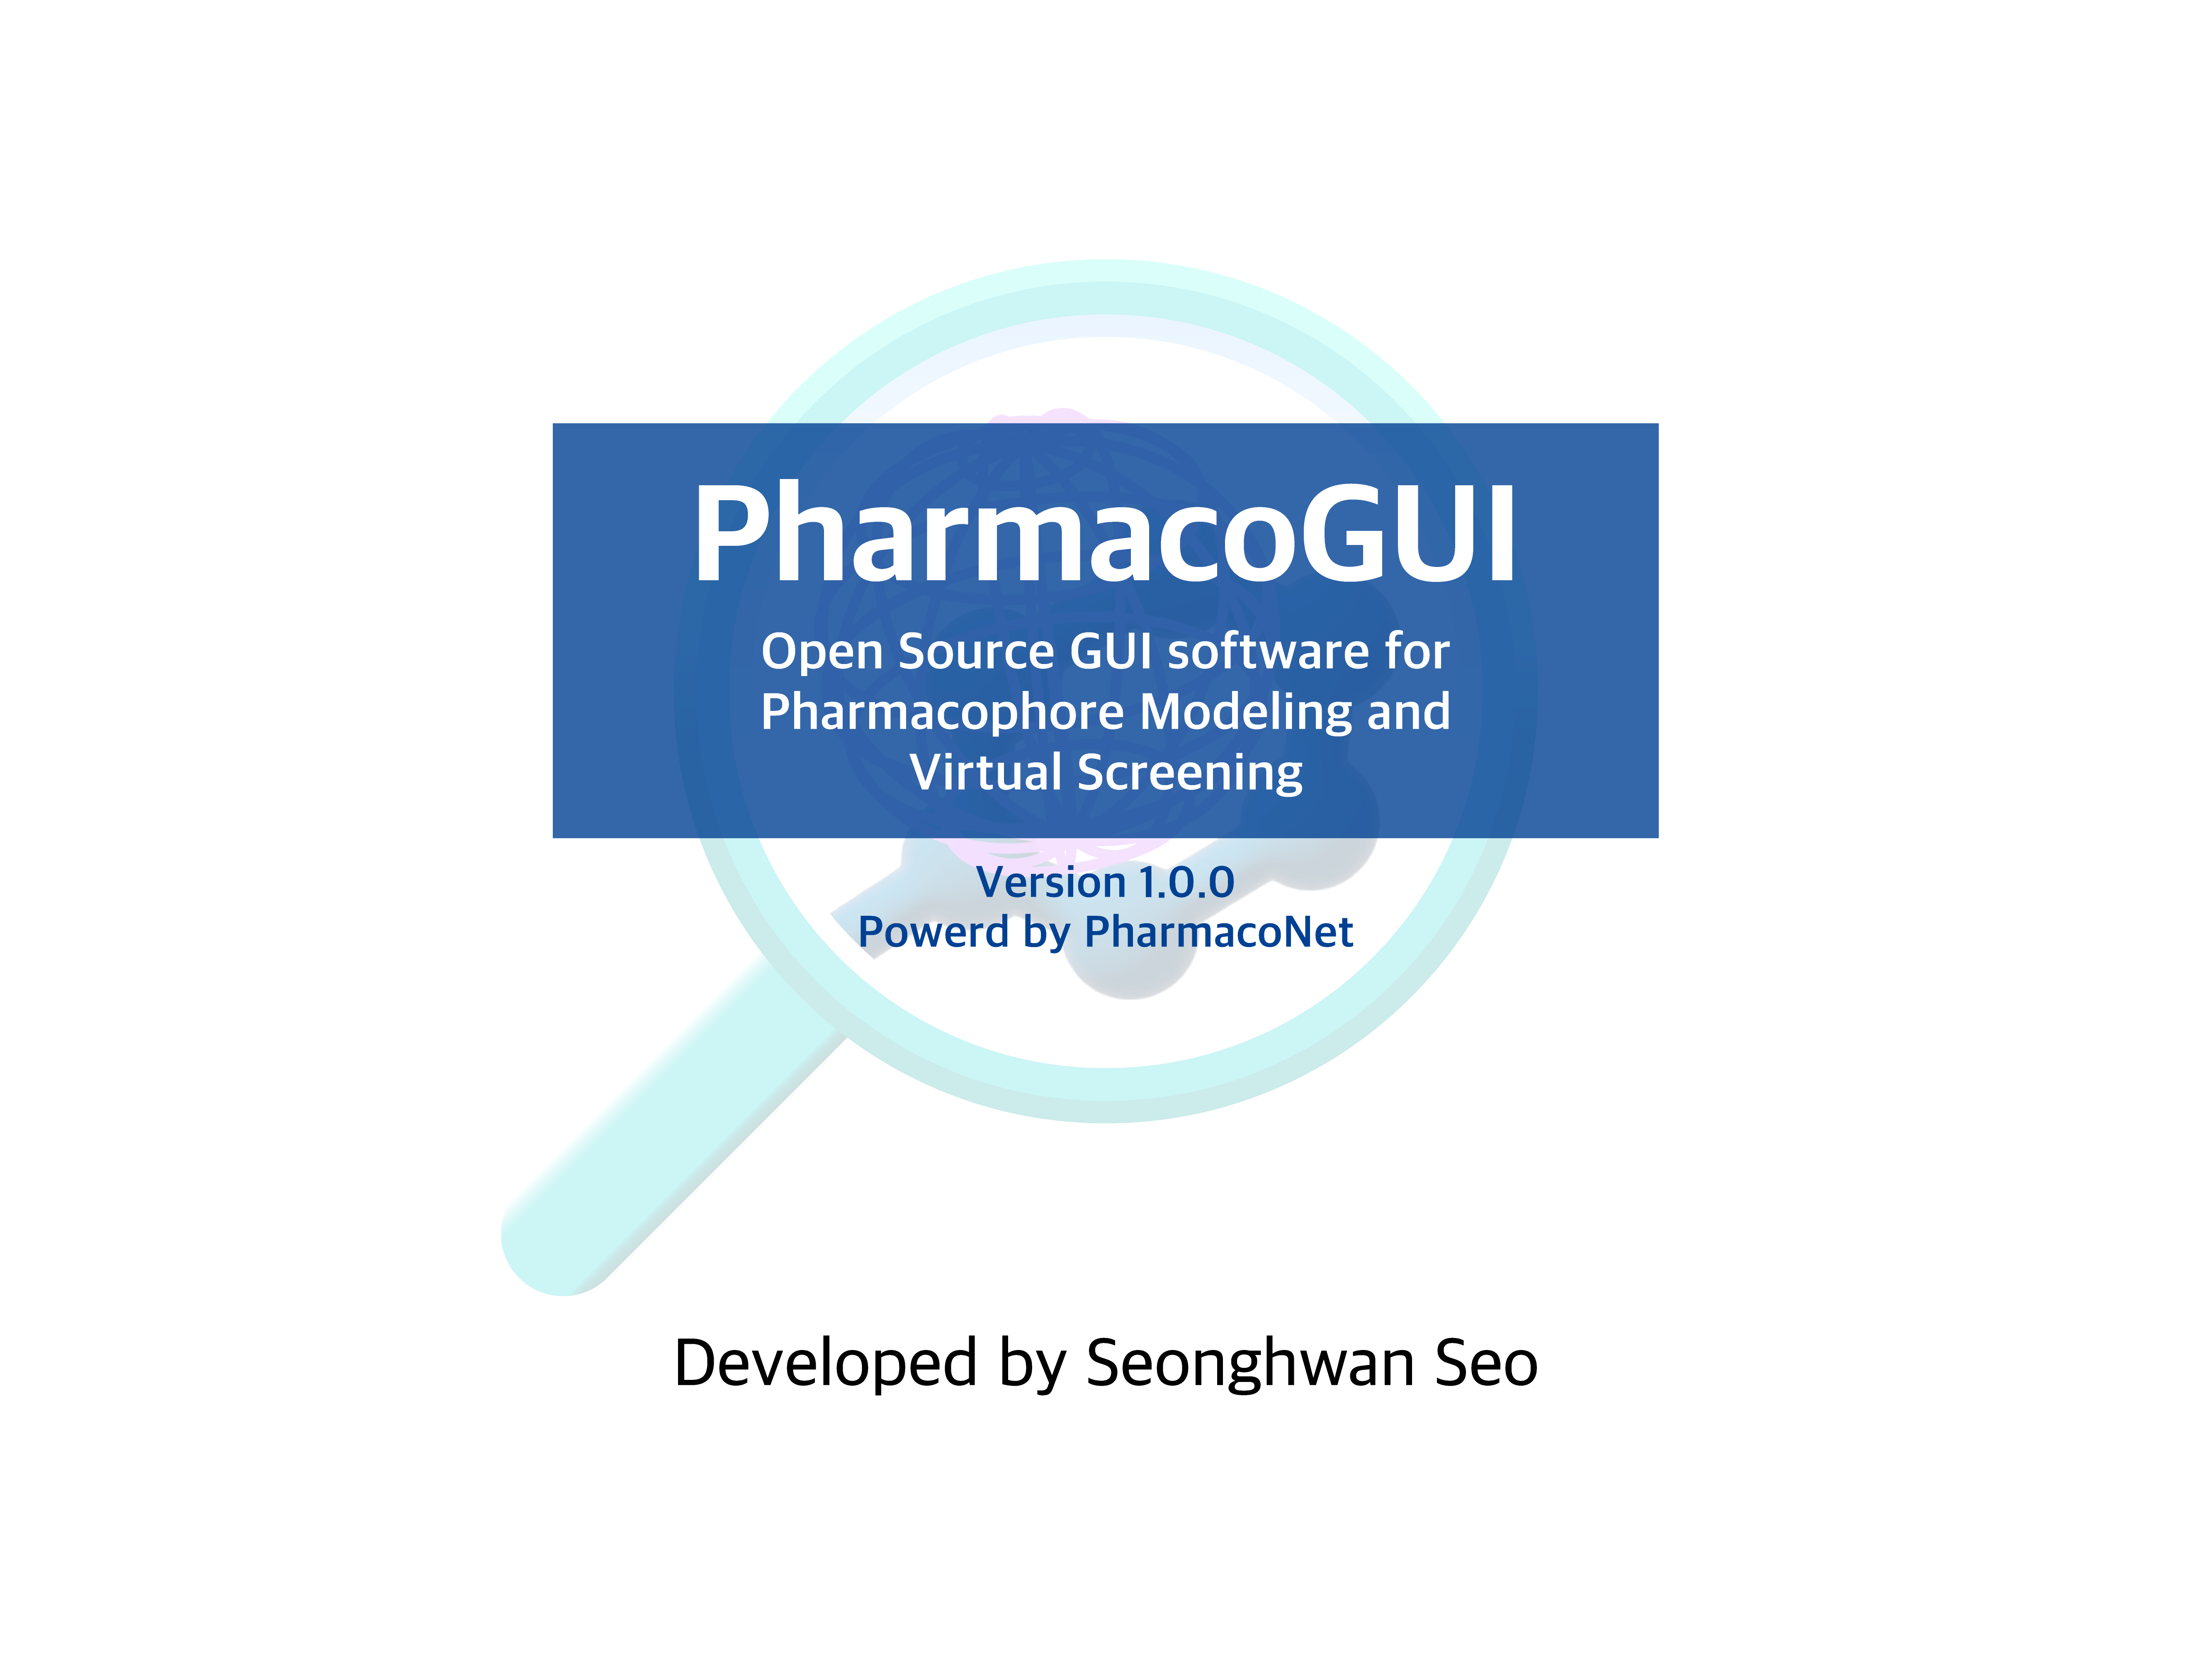 PharmacoGUI
Open Source GUI software for
Pharmacophore Modeling and
Virtual Screening
Version 1.0.0
Powerd by PharmacoNet
Developed by Seonghwan Seo